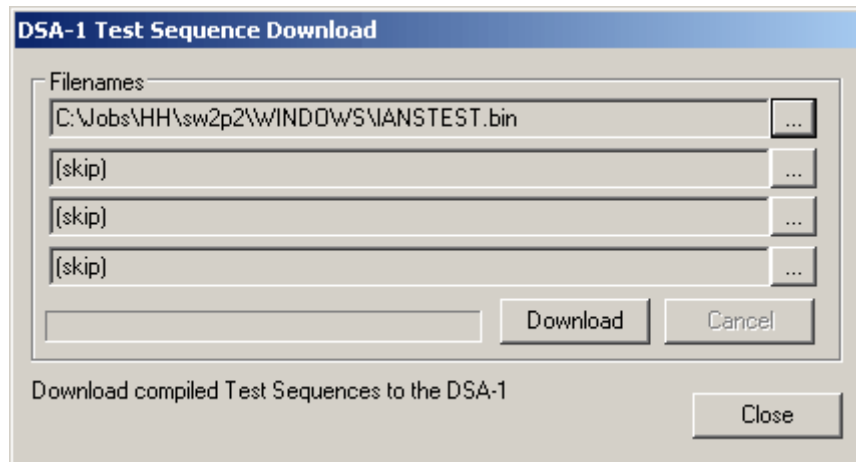 DSA-1 Test Sequence Download
Filenames
C:\Jobs\HH\sw2p2\WINDOWS\IANSTEST.bin ...
(skip) ...
(skip) ...
(skip) ...
Download Cancel
Download compiled Test Sequences to the DSA-1
Close